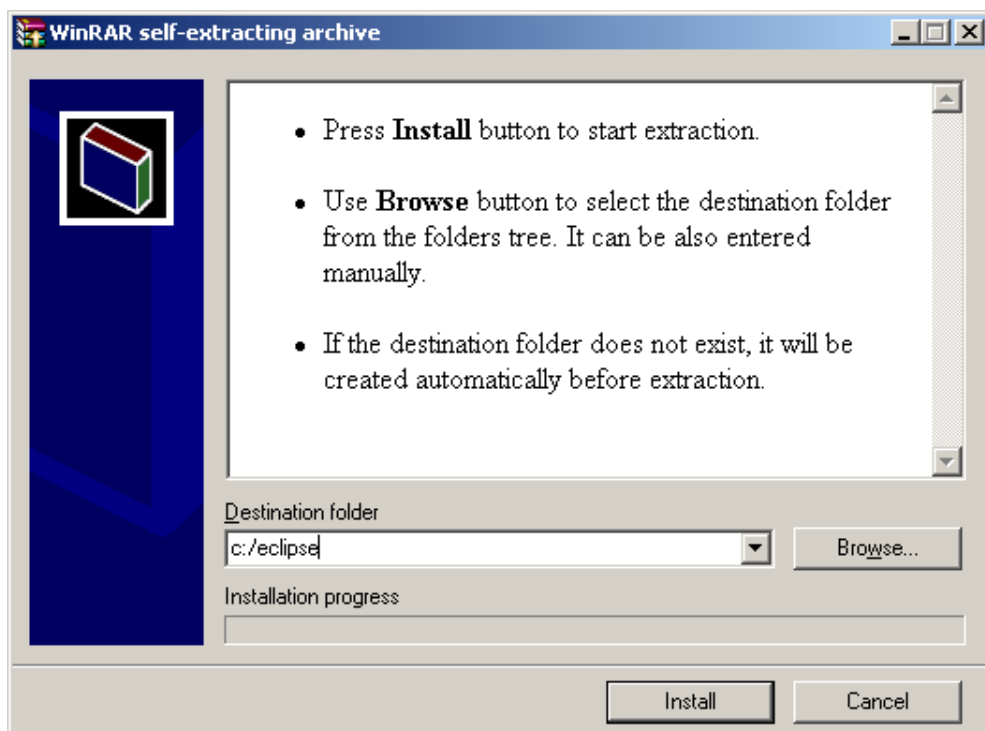 WinRAR self-extracting archive
• Press Install button to start extraction.
• Use Browse button to select the destination folder
from the folders tree. It can be also entered
manually.
• If the destination folder does not exist, it will be
created automatically before extraction.
Destination folder
c:/eclipse
Browse...
Installation progress
Install
Cancel